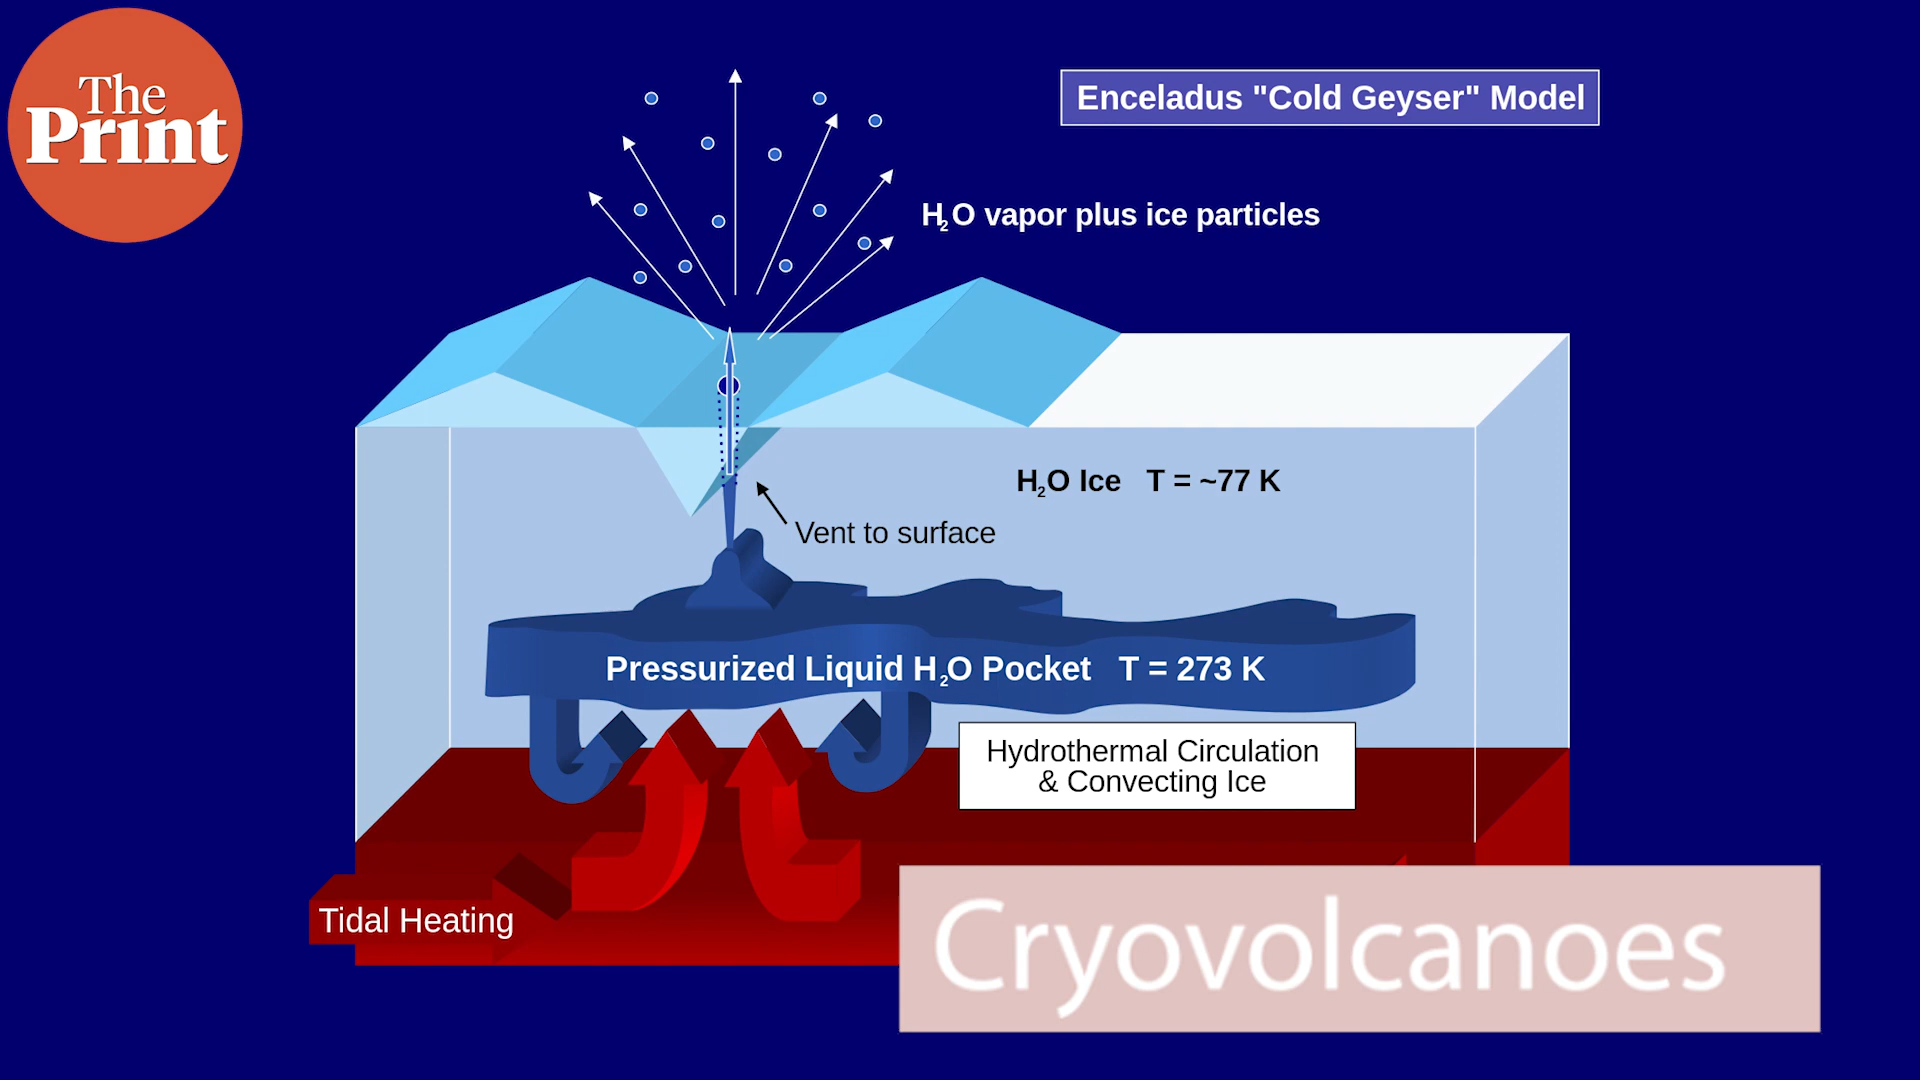 The
Print
Enceladus "Cold Geyser" Model
H₂O vapor plus ice particles
H₂O Ice T = ~77 K
Vent to surface
Pressurized Liquid H₂O Pocket T = 273 K
Hydrothermal Circulation
& Convecting Ice
Tidal Heating
Cryovolcanoes